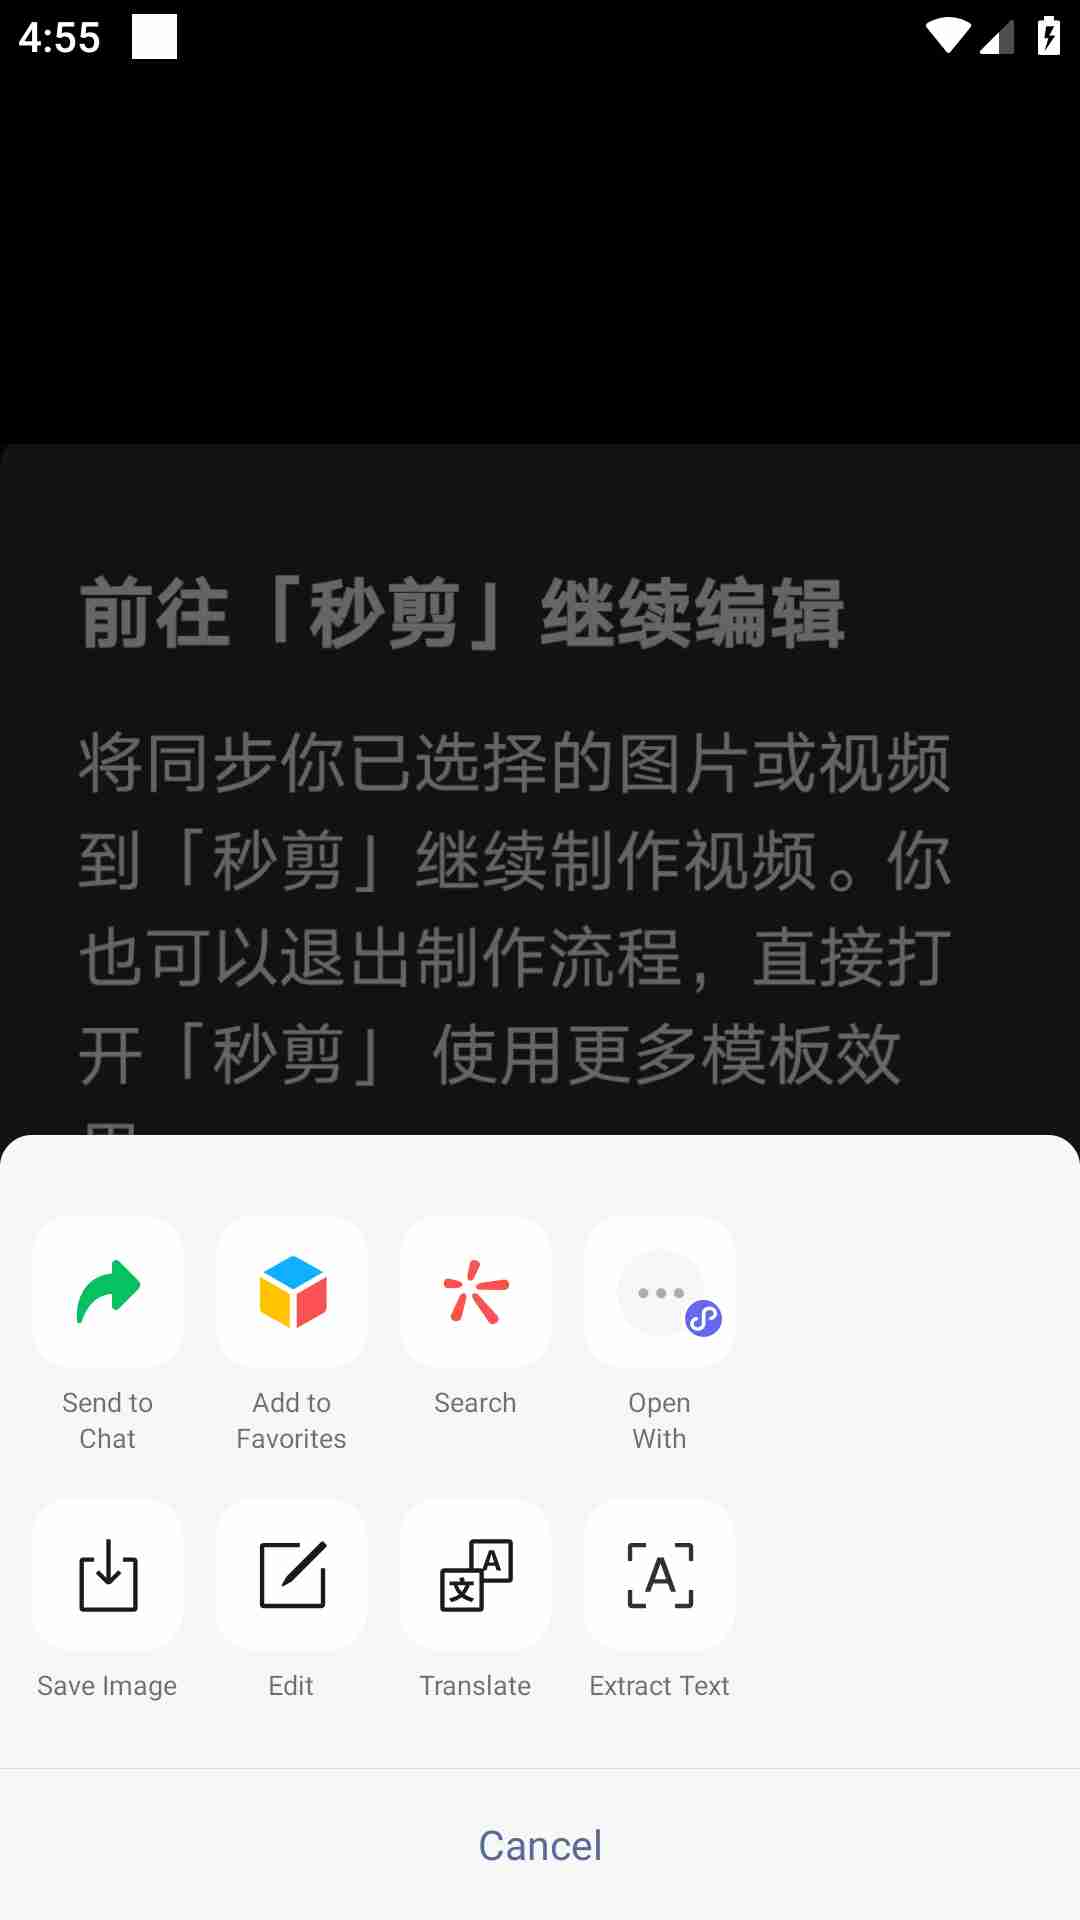 4:55
前往「秒剪」继续编辑
将同步你已选择的图片或视频
到「秒剪」继续制作视频。你
也可以退出制作流程，直接打
开「秒剪」 使用更多模板效
Send to
Chat
Add to
Favorites
Search
Open
With
Save Image
Edit
Translate
Extract Text
Cancel